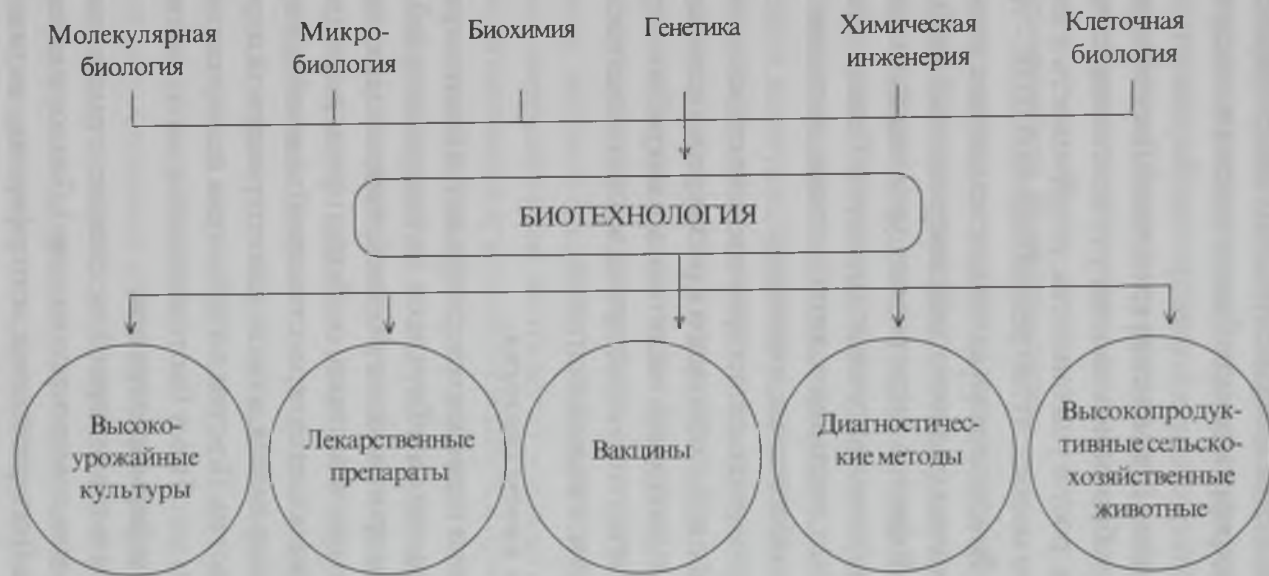 Молекулярная
биология
Микро-
биология
Биохимия
Генетика
Химическая
инженерия
Клеточная
биология
БИОТЕХНОЛОГИЯ
Высоко-
урожайные
культуры
Лекарственные
препараты
Вакцины
Диагностичес-
кие методы
Высокопродук-
тивные сельско-
хозяйственные
животные